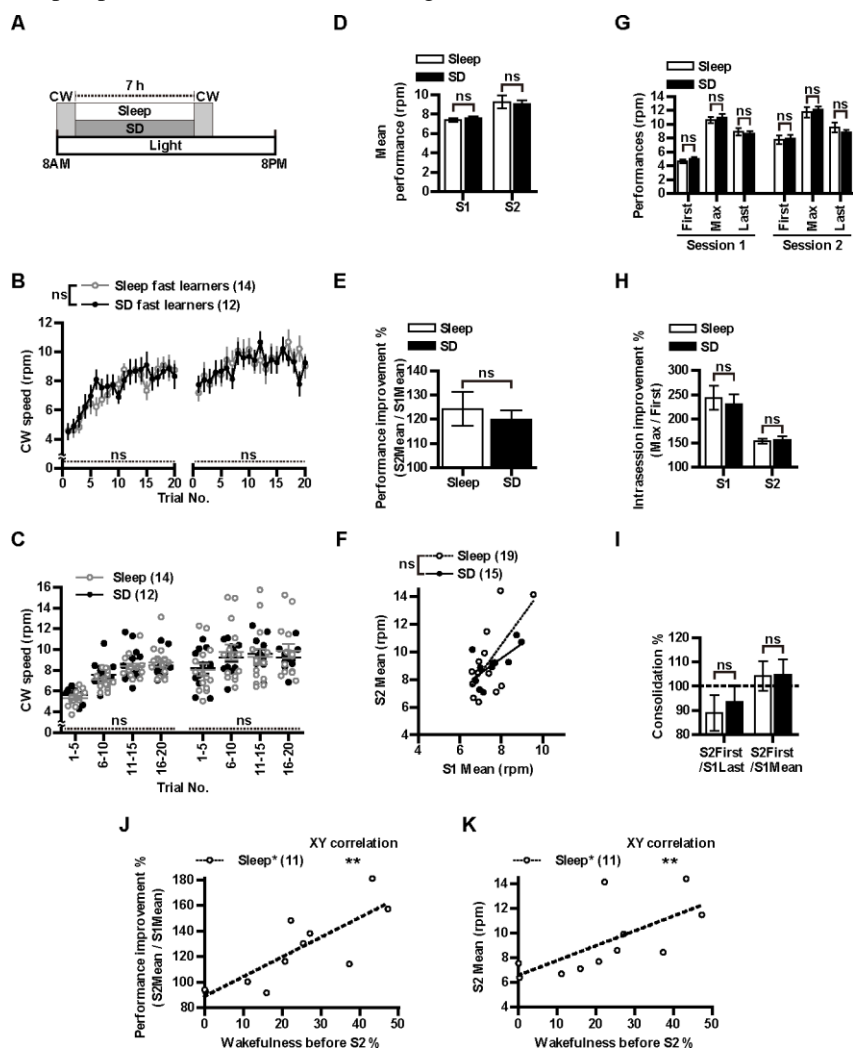 A
7 h
CW
CW
Sleep
SD
Light
8AM
8PM
D
Sleep
SD
ns
ns
Mean
performance (rpm)
10
8
6
4
2
0
S1
S2
G
Sleep
SD
ns
ns
ns
ns
ns
ns
Performances (rpm)
14
12
10
8
6
4
First
Max
Last
First
Max
Last
Session 1
Session 2
B
ns
Sleep fast learners (14)
SD fast learners (12)
CW speed (rpm)
12
10
8
6
4
0
ns
ns
0
5
10
15
20
0
5
10
15
20
Trial No.
E
Sleep
SD
ns
Performance improvement %
(S2Mean / S1Mean)
140
130
120
110
100
Sleep
SD
H
Sleep
SD
ns
ns
Intrasession improvement %
(Max / First)
300
250
200
150
100
S1
S2
C
Sleep (14)
SD (12)
CW speed (rpm)
16
14
12
10
8
6
4
0
ns
ns
1-5
6-10
11-15
16-20
1-5
6-10
11-15
16-20
Trial No.
F
ns
Sleep (19)
SD (15)
S2 Mean (rpm)
14
12
10
8
6
4
4
6
8
10
S1 Mean (rpm)
I
ns
ns
Consolidation %
120
110
100
90
80
S2First
/S1Last
S2First
/S1Mean
J
XY correlation
Sleep* (11)
**
Performance improvement %
( S2Mean / S1Mean)
180
160
140
120
100
80
0
10
20
30
40
50
Wakefulness before S2 %
K
XY correlation
Sleep* (11)
**
S2 Mean (rpm)
14
12
10
8
6
4
0
10
20
30
40
50
Wakefulness before S2 %